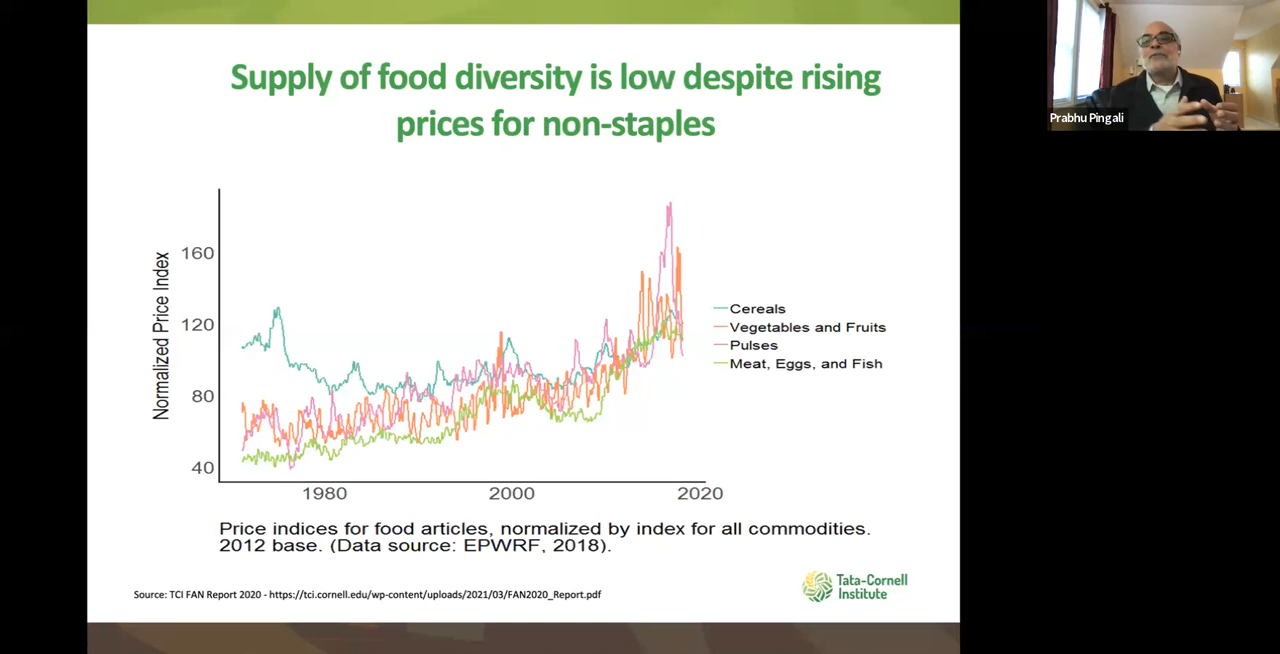 Supply of food diversity is low despite rising
prices for non-staples
Prabhu Pingali
Normalized Price Index
160
120
80
40
1980
2000
2020
Cereals
Vegetables and Fruits
Pulses
Meat, Eggs, and Fish
Price indices for food articles, normalized by index for all commodities.
2012 base. (Data source: EPWRF, 2018).
Source: TCI FAN Report 2020 - https://tci.cornell.edu/wp-content/uploads/2021/03/FAN2020_Report.pdf
Tata-Cornell
Institute